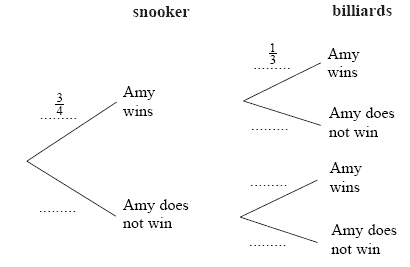 snooker
billiards
3/4
Amy
wins
Amy does
not win
1/3
Amy
wins
Amy does
not win
Amy
wins
Amy does
not win